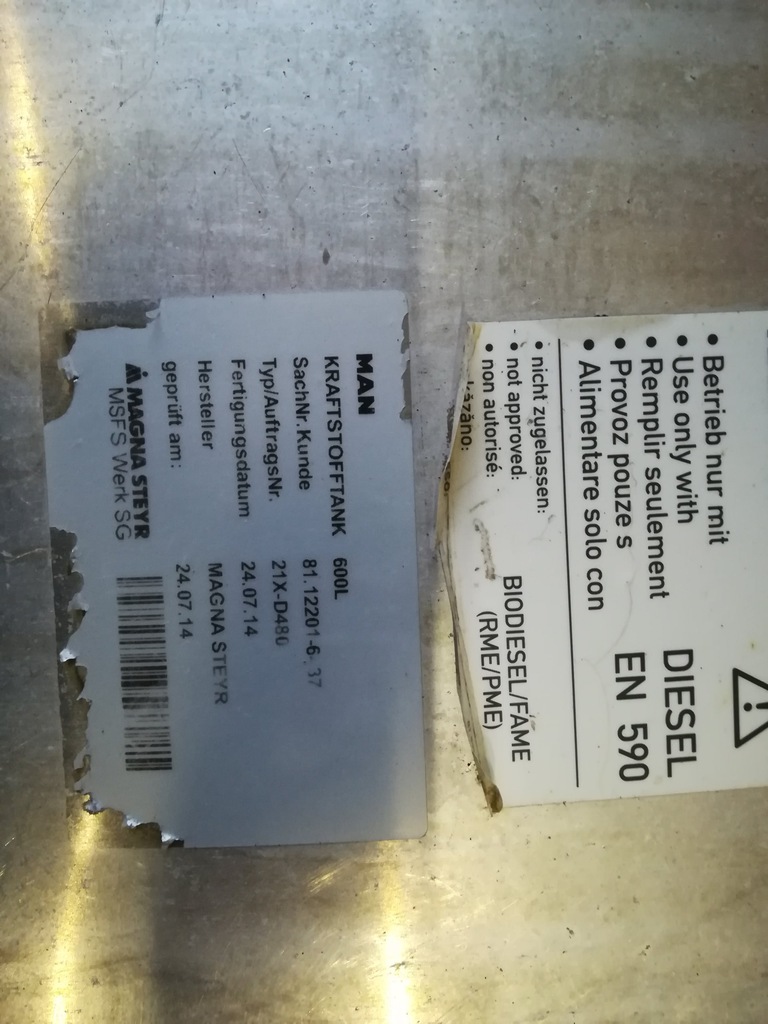 MAN
KRAFTSTOFFTANK 600L
SachNr.Kunde 81.12201-6 37
Typ/AuftragsNr. 21X-D480
Fertigungsdatum 24.07.14
Hersteller MAGNA STEYR
geprüft am: 24.07.14
MAGNA STEYR
MSFS Werk SG
• Betrieb nur mit
• Use only with
• Remplir seulement
• Provoz pouze s
• Alimentare solo con
DIESEL
EN 590
• nicht zugelassen:
• not approved:
• non autorisé:
BIODIESEL/FAME
(RME/PME)